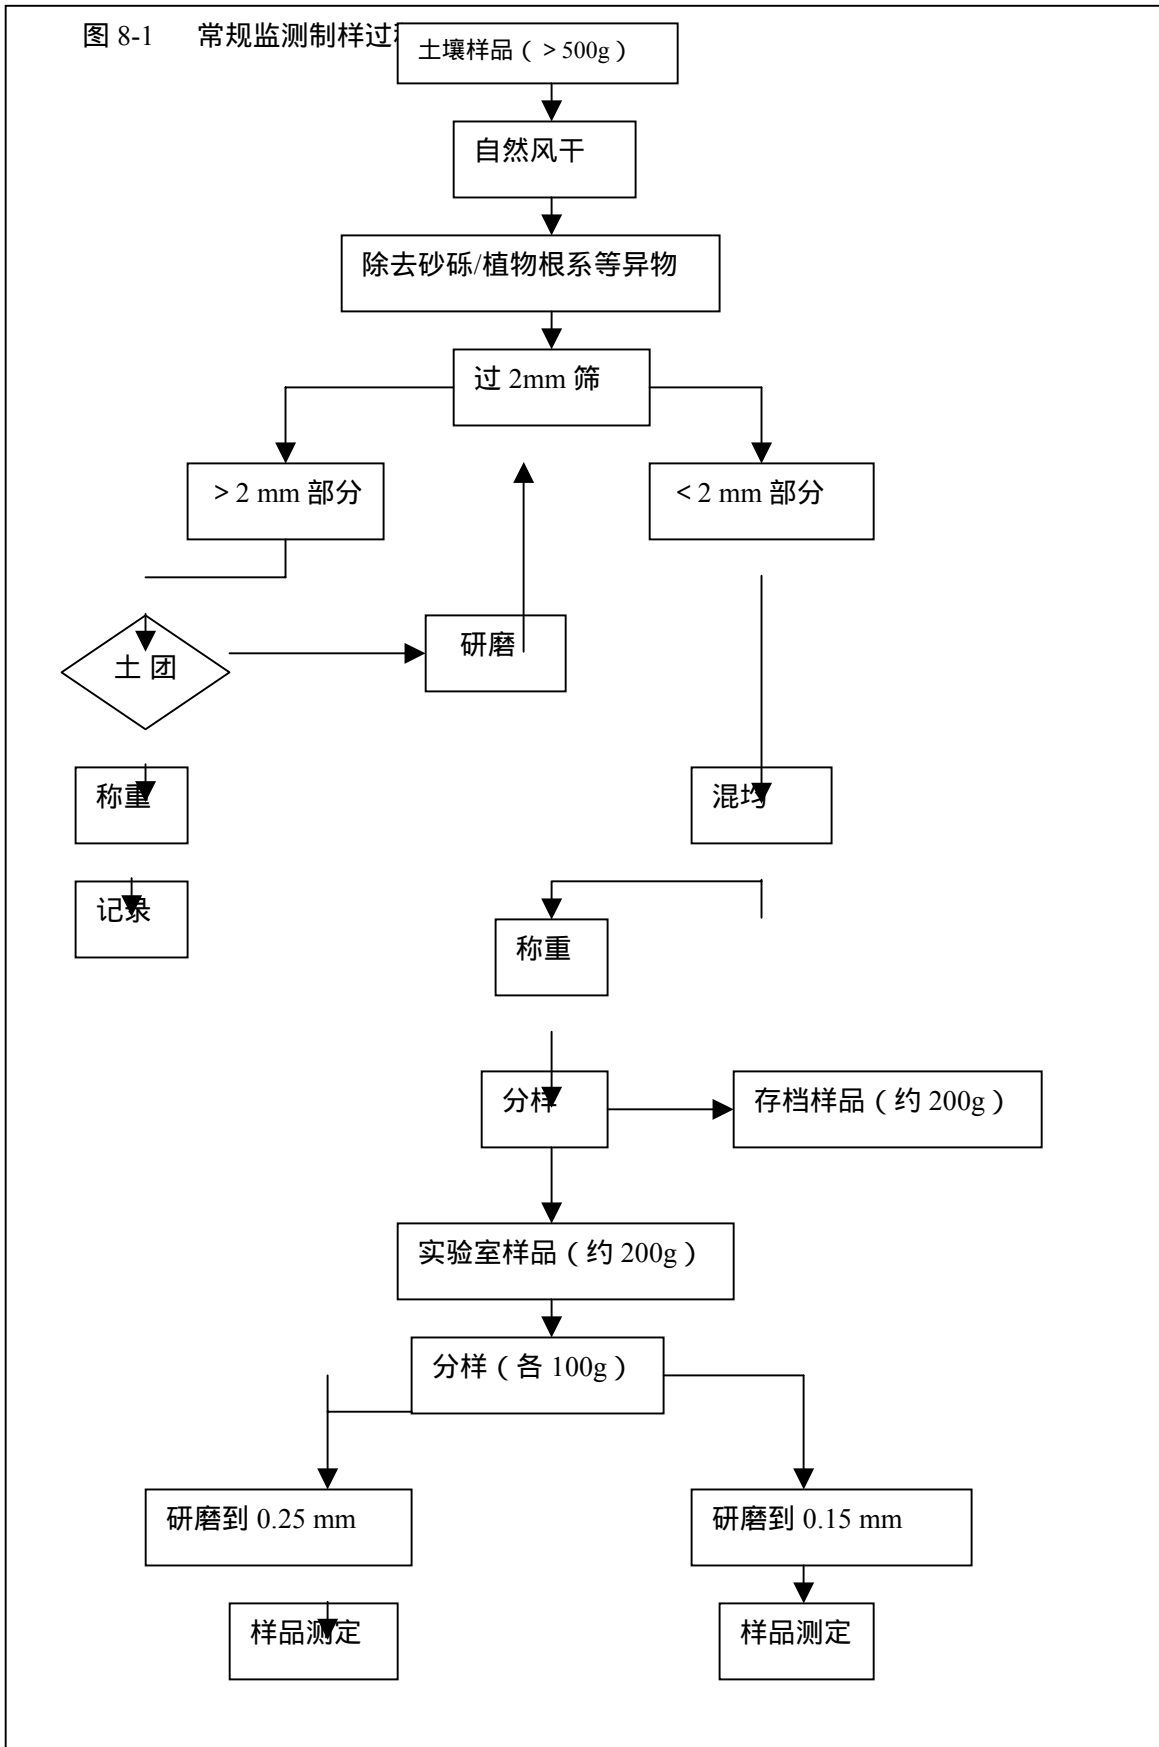 图 8-1 常规监测制样过
土壤样品（＞500g）
自然风干
除去砂砾/植物根系等异物
过 2mm 筛
＞2 mm 部分
＜2 mm 部分
土 团
研磨
称重
混均
记录
称重
分样
存档样品（约 200g）
实验室样品（约 200g）
分样（各 100g）
研磨到 0.25 mm
研磨到 0.15 mm
样品测定
样品测定